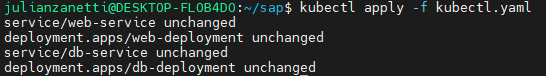 julianzanetti@DESKTOP-FLOB4DO:~/sap$ kubectl apply -f kubectl.yaml
service/web-service unchanged
deployment.apps/web-deployment unchanged
service/db-service unchanged
deployment.apps/db-deployment unchanged